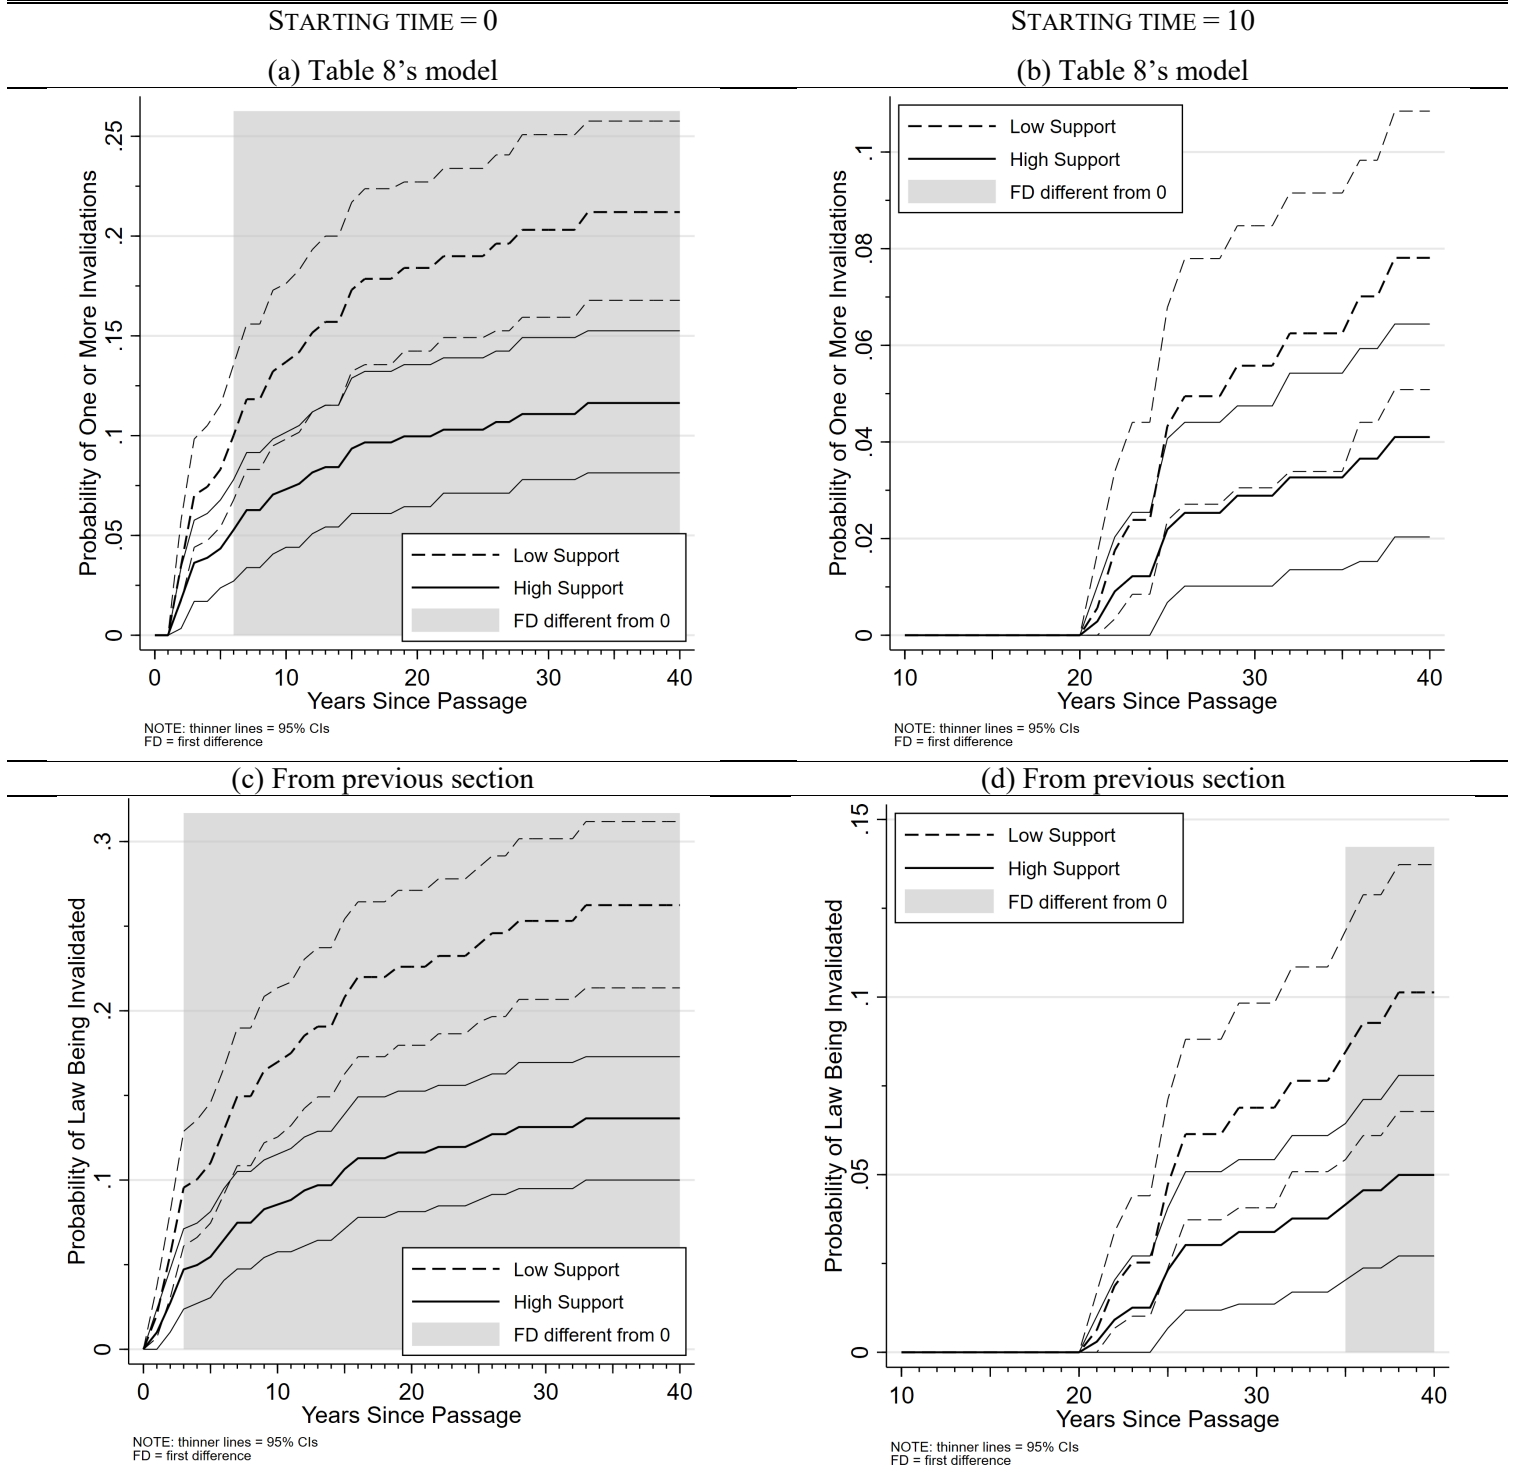 STARTING TIME = 0
STARTING TIME = 10
(a) Table 8’s model
(b) Table 8’s model
Probability of One or More Invalidations
.25
.2
.15
.1
.05
0
Low Support
High Support
FD different from 0
0 10 20 30 40
Years Since Passage
NOTE: thinner lines = 95% CIs
FD = first difference
Probability of One or More Invalidations
.1
.08
.06
.04
.02
0
Low Support
High Support
FD different from 0
10 20 30 40
Years Since Passage
NOTE: thinner lines = 95% CIs
FD = first difference
(c) From previous section
(d) From previous section
Probability of Law Being Invalidated
.3
.2
.1
0
Low Support
High Support
FD different from 0
0 10 20 30 40
Years Since Passage
NOTE: thinner lines = 95% CIs
FD = first difference
Probability of Law Being Invalidated
.15
.1
.05
0
Low Support
High Support
FD different from 0
10 20 30 40
Years Since Passage
NOTE: thinner lines = 95% CIs
FD = first difference